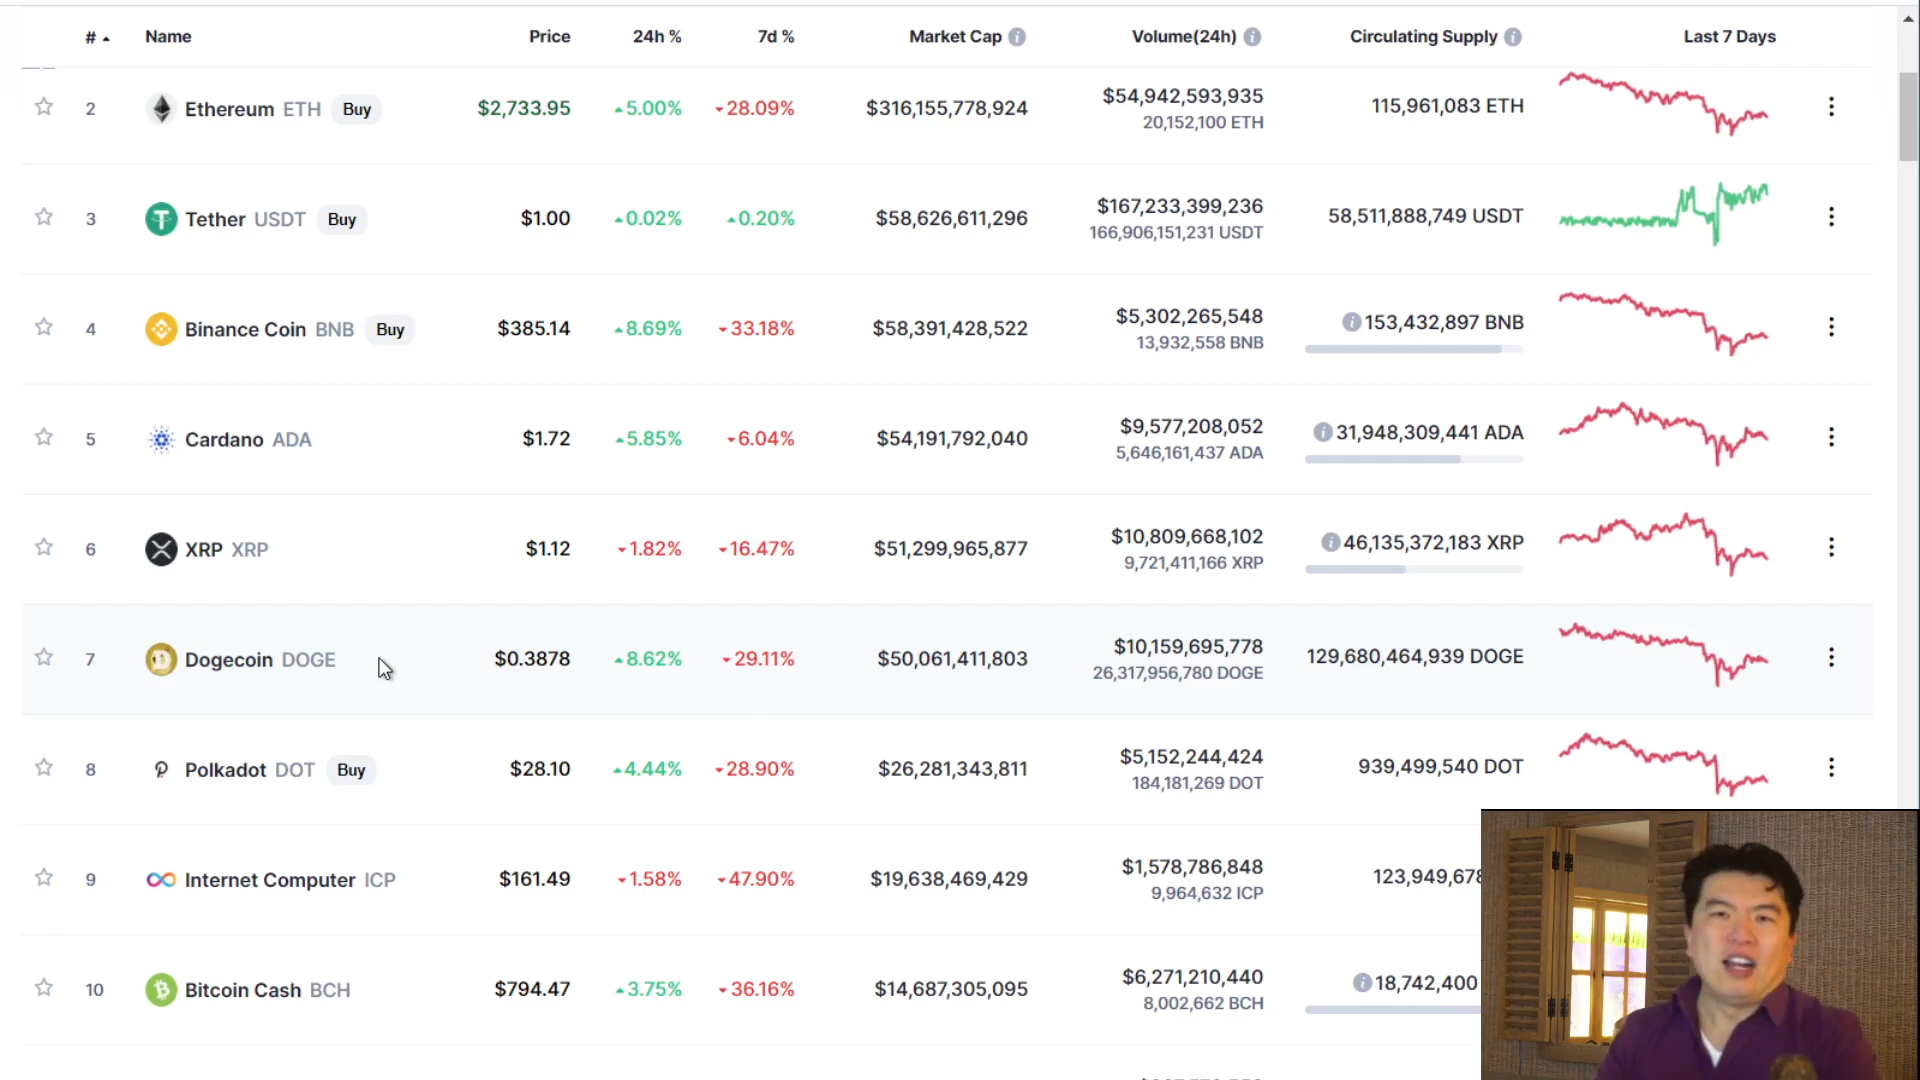 # Name Price 24h % 7d % Market Cap Volume(24h) Circulating Supply Last 7 Days
2 Ethereum ETH Buy $2,733.95 5.00% 28.09% $316,155,778,924 $54,942,593,935 115,961,083 ETH
20,152,100 ETH
3 Tether USDT Buy $1.00 0.02% 0.20% $58,626,611,296 $167,233,399,236 58,511,888,749 USDT
166,906,151,231 USDT
4 Binance Coin BNB Buy $385.14 8.69% 33.18% $58,391,428,522 $5,302,265,548 153,432,897 BNB
13,932,558 BNB
5 Cardano ADA $1.72 5.85% 6.04% $54,191,792,040 $9,577,208,052 31,948,309,441 ADA
5,646,161,437 ADA
6 XRP XRP $1.12 1.82% 16.47% $51,299,965,877 $10,809,668,102 46,135,372,183 XRP
9,721,411,166 XRP
7 Dogecoin DOGE $0.3878 8.62% 29.11% $50,061,411,803 $10,159,695,778 129,680,464,939 DOGE
26,317,956,780 DOGE
8 Polkadot DOT Buy $28.10 4.44% 28.90% $26,281,343,811 $5,152,244,424 939,499,540 DOT
184,181,269 DOT
9 Internet Computer ICP $161.49 1.58% 47.90% $19,638,469,429 $1,578,786,848 123,949,678
9,964,632 ICP
10 Bitcoin Cash BCH $794.47 3.75% 36.16% $14,687,305,095 $6,271,210,440 18,742,400
8,002,662 BCH